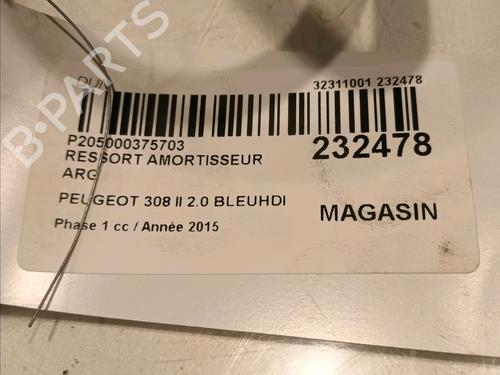 DUN
32311001 232478
P205000375703
232478
RESSORT AMORTISSEUR
ARG
PEUGEOT 308 II 2.0 BLEUHDI
MAGASIN
Phase 1 cc / Année 2015
B-PARTS